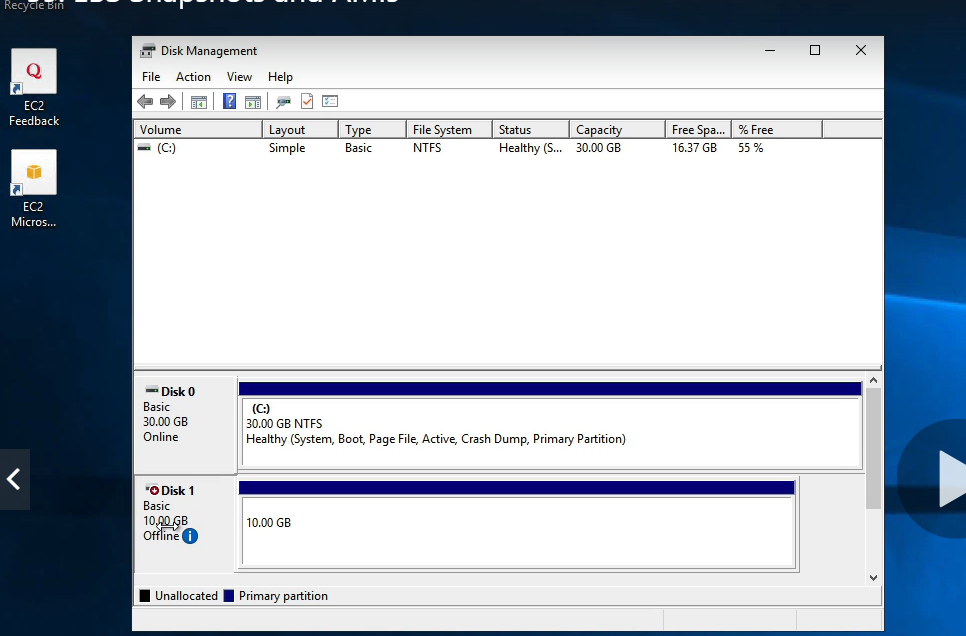 Recycle Bin
EBS Snapshots and AMIs
Q
EC2
Feedback
EC2
Micros...
Disk Management
File Action View Help
Volume Layout Type File System Status Capacity Free Spa... % Free
(C:) Simple Basic NTFS Healthy (S... 30.00 GB 16.37 GB 55 %
Disk 0
Basic
30.00 GB
Online
(C:)
30.00 GB NTFS
Healthy (System, Boot, Page File, Active, Crash Dump, Primary Partition)
Disk 1
Basic
10.00 GB
Offline
10.00 GB
Unallocated Primary partition